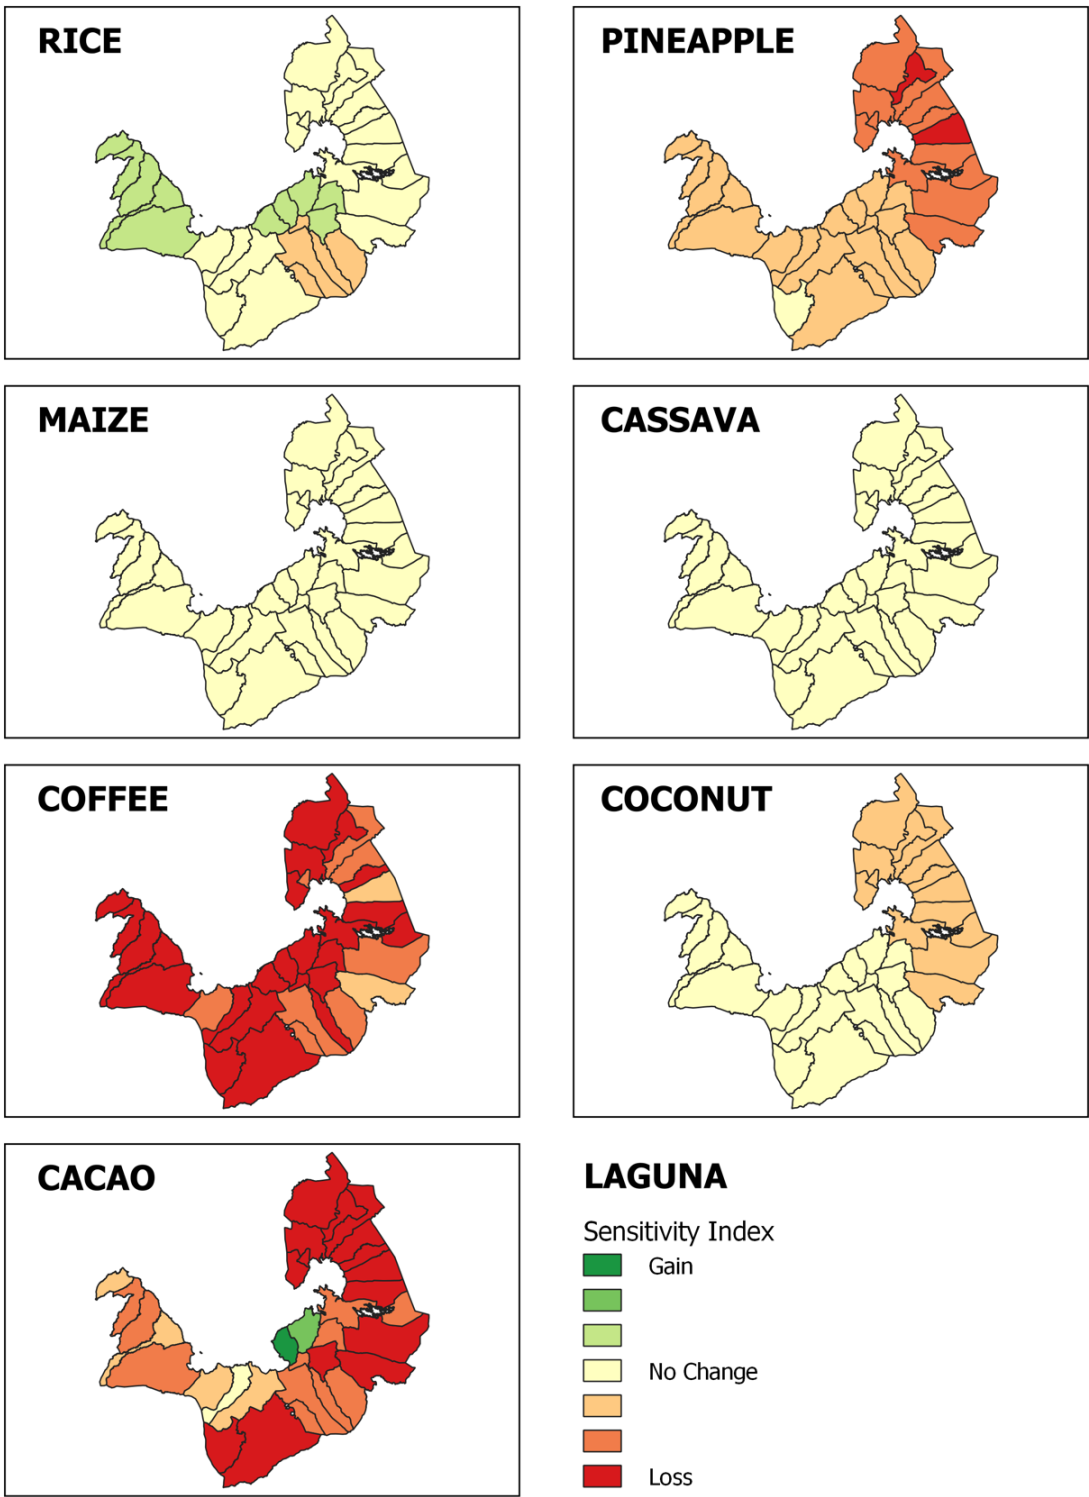 RICE
PINEAPPLE
MAIZE
CASSAVA
COFFEE
COCONUT
CACAO
LAGUNA
Sensitivity Index
Gain
No Change
Loss